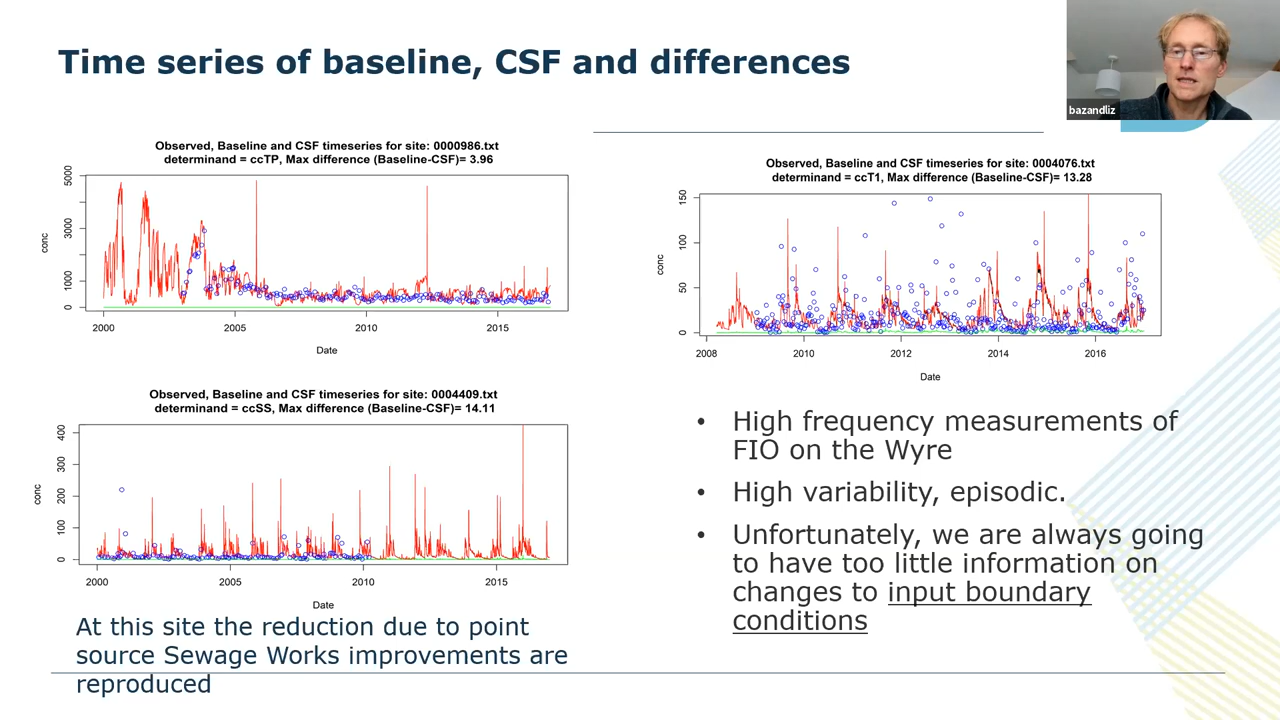 Time series of baseline, CSF and differences
bazandliz
Observed, Baseline and CSF timeseries for site: 0000986.txt
determinand = ccTP, Max difference (Baseline-CSF)= 3.96
conc
5000
3000
1000
0
2000
2005
2010
2015
Date
Observed, Baseline and CSF timeseries for site: 0004409.txt
determinand = ccSS, Max difference (Baseline-CSF)= 14.11
conc
400
300
200
100
0
2000
2005
2010
2015
Date
At this site the reduction due to point
source Sewage Works improvements are
reproduced
Observed, Baseline and CSF timeseries for site: 0004076.txt
determinand = ccT1, Max difference (Baseline-CSF)= 13.28
conc
150
100
50
0
2008
2010
2012
2014
2016
Date
• High frequency measurements of
FIO on the Wyre
• High variability, episodic.
• Unfortunately, we are always going
to have too little information on
changes to input boundary
conditions